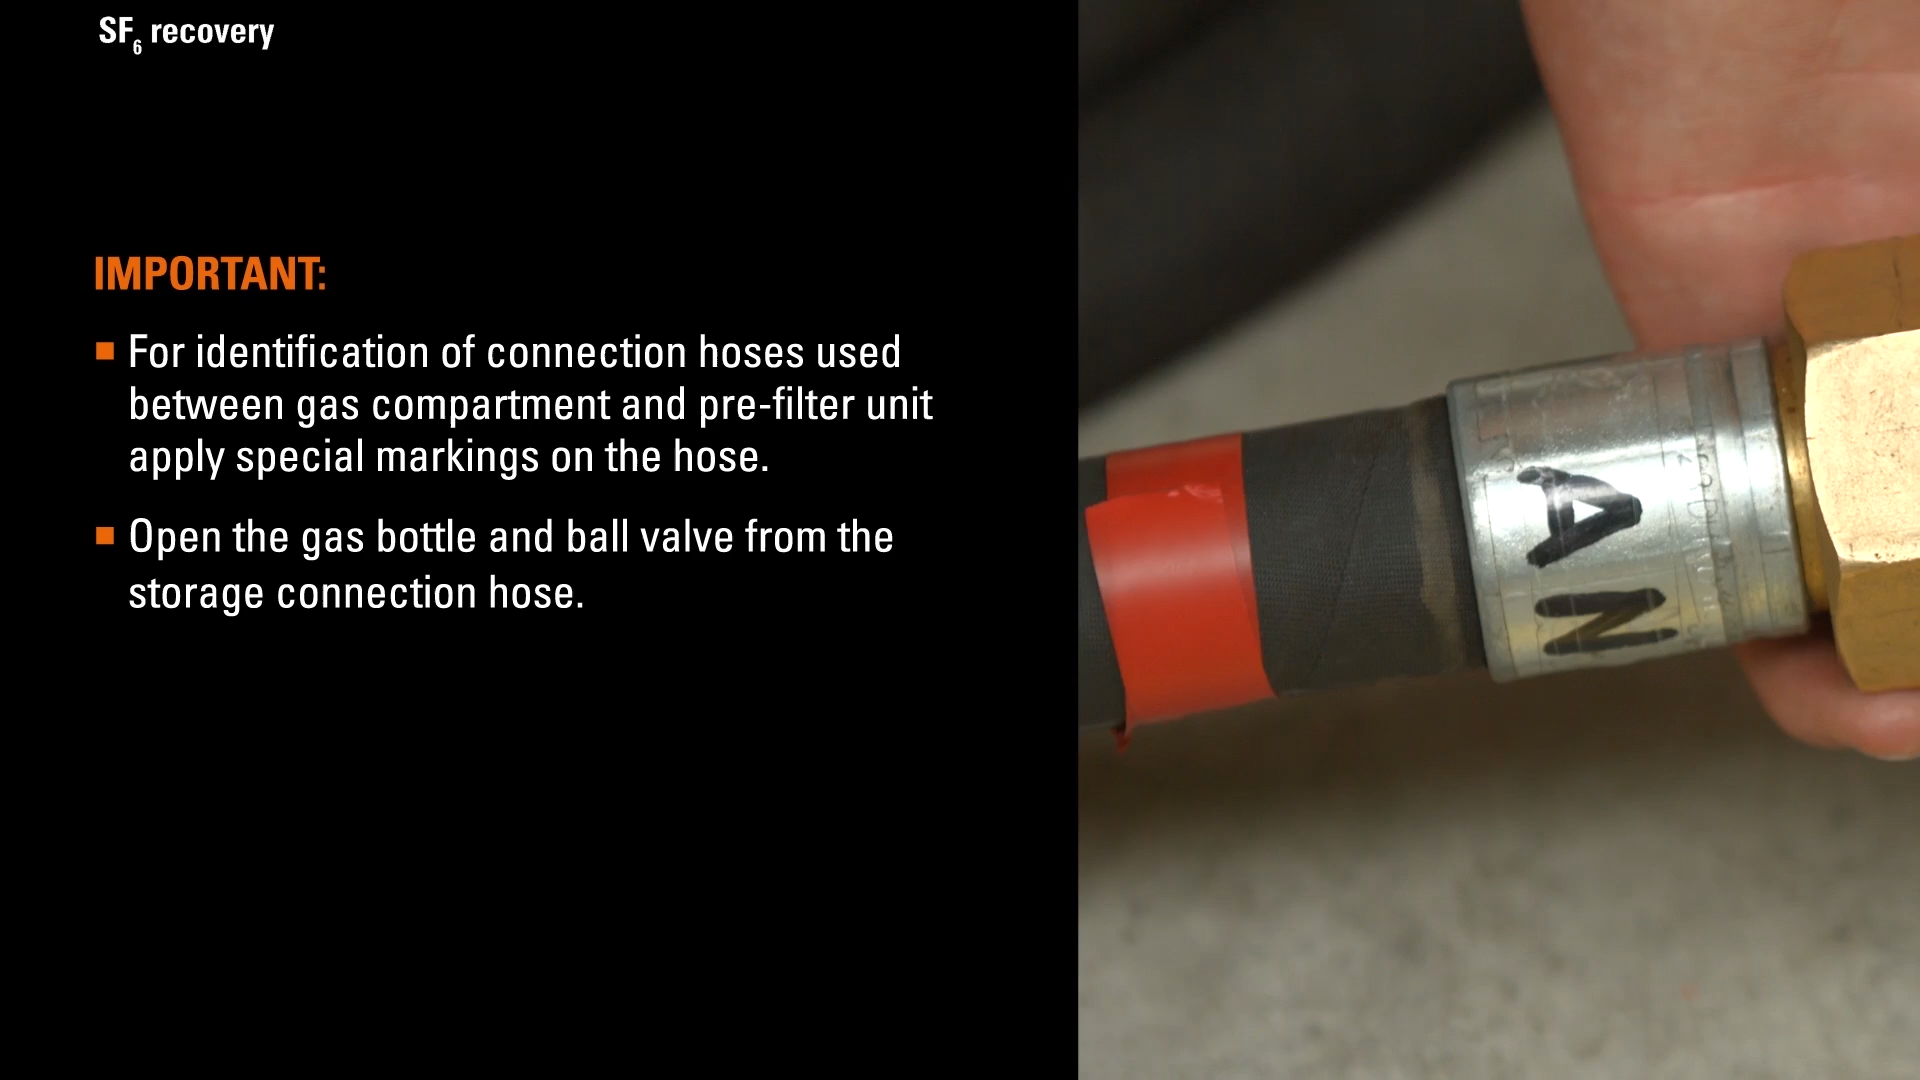 SF₆ recovery
IMPORTANT:
For identification of connection hoses used
between gas compartment and pre-filter unit
apply special markings on the hose.
Open the gas bottle and ball valve from the
storage connection hose.
NA